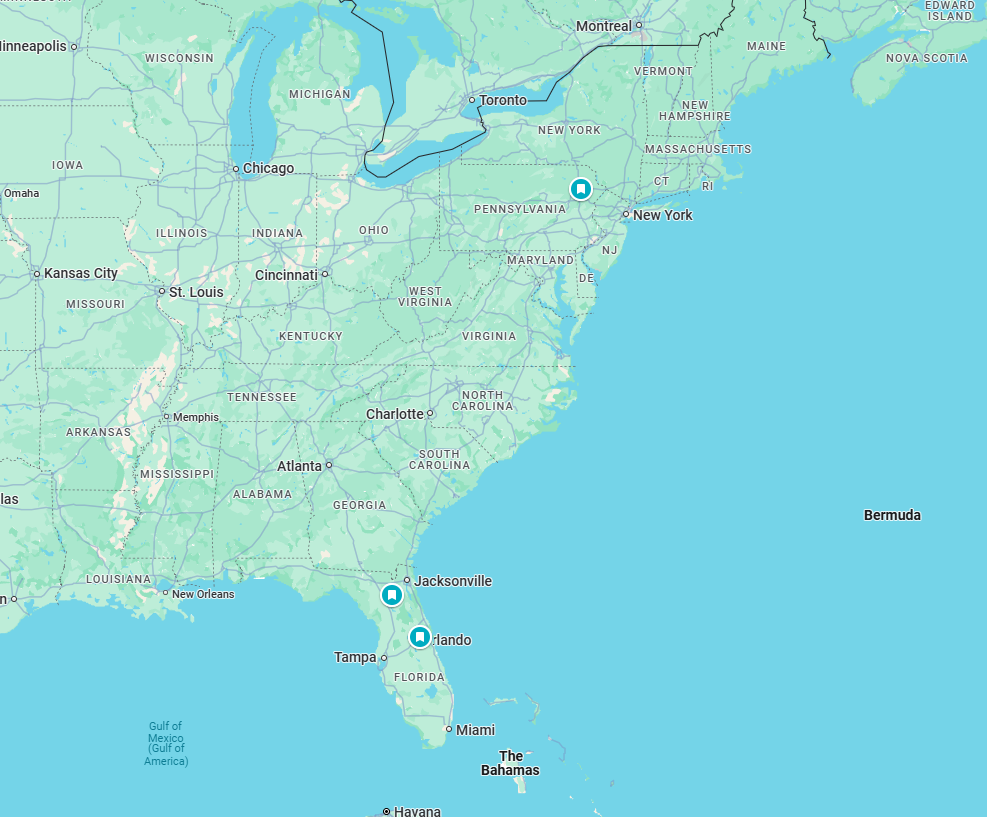 EDWARD
ISLAND
Montreal
inneapolis
MAINE
WISCONSIN
NOVA SCOTIA
VERMONT
MICHIGAN
Toronto
NEW
HAMPSHIRE
NEW YORK
MASSACHUSETTS
IOWA
Chicago
CT
RI
Omaha
PENNSYLVANIA
New York
ILLINOIS
INDIANA
OHIO
NJ
MARYLAND
Kansas City
Cincinnati
DE
St. Louis
WEST
VIRGINIA
MISSOURI
KENTUCKY
VIRGINIA
TENNESSEE
NORTH
CAROLINA
Charlotte
Memphis
ARKANSAS
SOUTH
CAROLINA
Atlanta
MISSISSIPPI
ALABAMA
las
GEORGIA
Bermuda
LOUISIANA
Jacksonville
New Orleans
n
rlando
Tampa
FLORIDA
Gulf of
Mexico
(Gulf of
America)
Miami
The
Bahamas
Havana